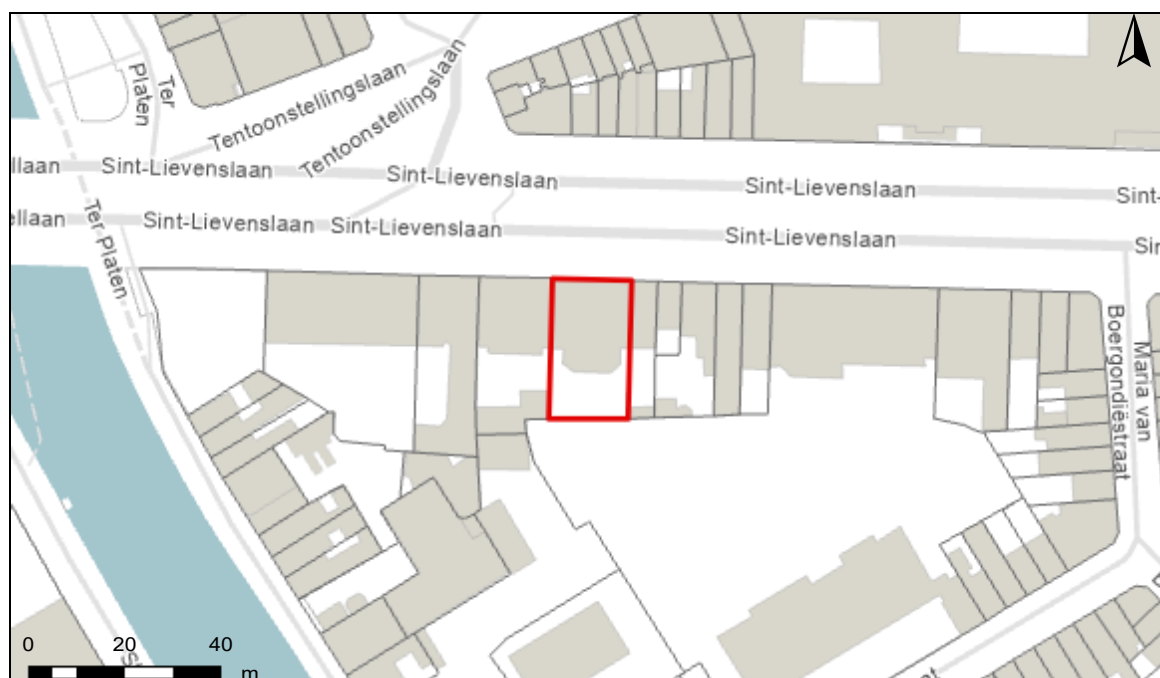 Ter
Platen
Tentoonstellingslaan
Tentoonstellingslaan
llaan
Sint-Lievenslaan
Sint-Lievenslaan
Sint-Lievenslaan
Sint-
ellaan
Sint-Lievenslaan
Sint-Lievenslaan
Sint-Lievenslaan
Sin
Ter Platen
Maria van
Boergondiëstraat
0 20 40
m